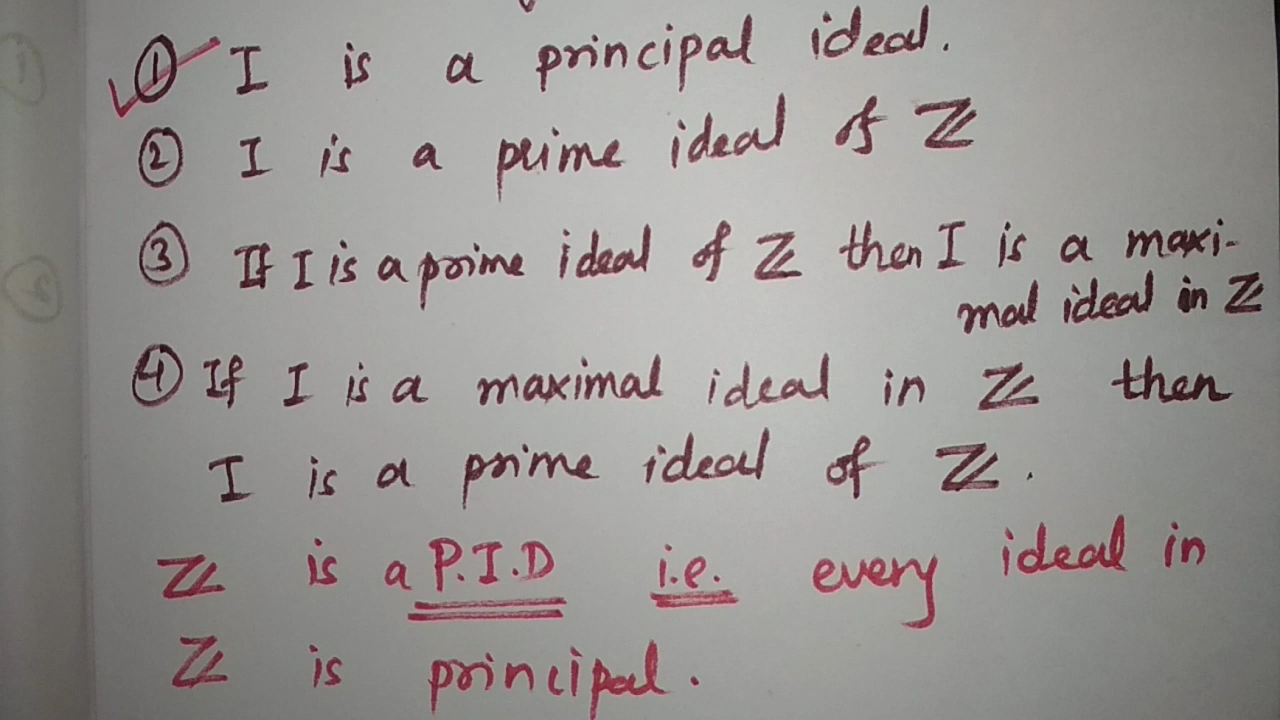 ① I is a principal ideal.
② I is a prime ideal of ℤ
③ If I is a prime ideal of ℤ then I is a maxi-
mal ideal in ℤ
④ If I is a maximal ideal in ℤ then
I is a prime ideal of ℤ.
ℤ is a P.I.D i.e. every ideal in
ℤ is principal.